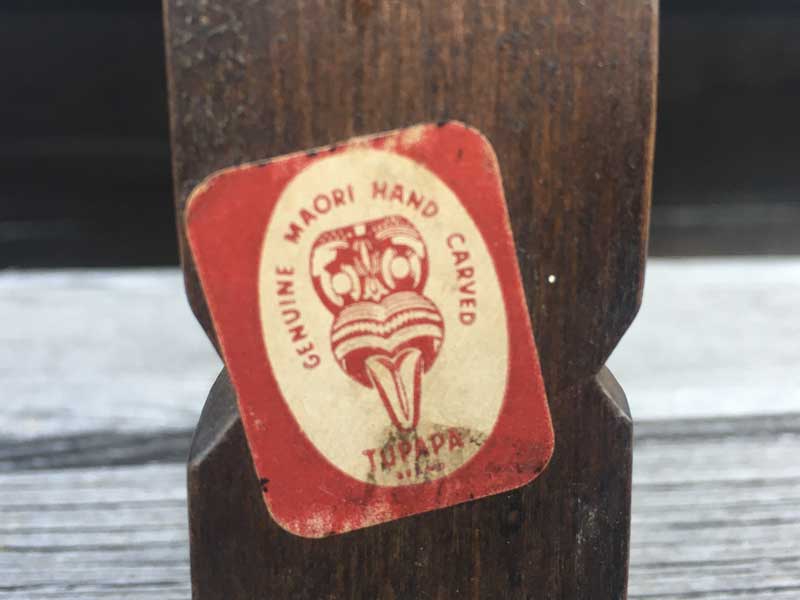 GENUINE MAORI HAND CARVED
TUPAPA